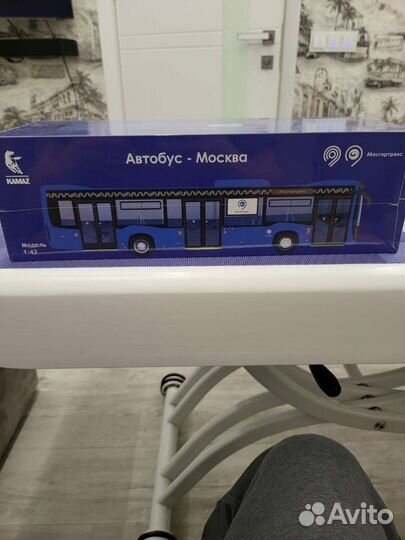 KAMAZ
Автобус - Москва
Мосгортранс
Модель
1:43
Avito